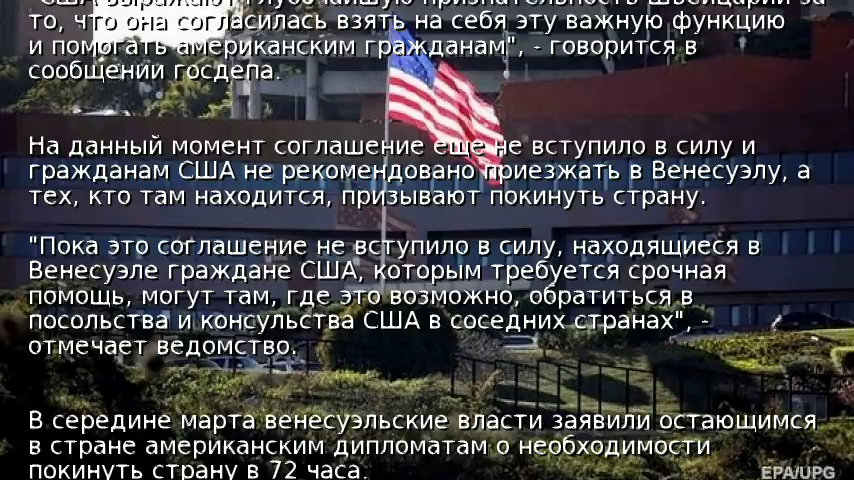 "США выражают глубочайшую признательность Швейцарии за
то, что она согласилась взять на себя эту важную функцию
и помогать американским гражданам", - говорится в
сообщении госдепа.
На данный момент соглашение еще не вступило в силу и
гражданам США не рекомендовано приезжать в Венесуэлу, а
тех, кто там находится, призывают покинуть страну.
"Пока это соглашение не вступило в силу, находящиеся в
Венесуэле граждане США, которым требуется срочная
помощь, могут там, где это возможно, обратиться в
посольства и консульства США в соседних странах", -
отмечает ведомство.
В середине марта венесуэльские власти заявили остающимся
в стране американским дипломатам о необходимости
покинуть страну в 72 часа.
EPA/UPG